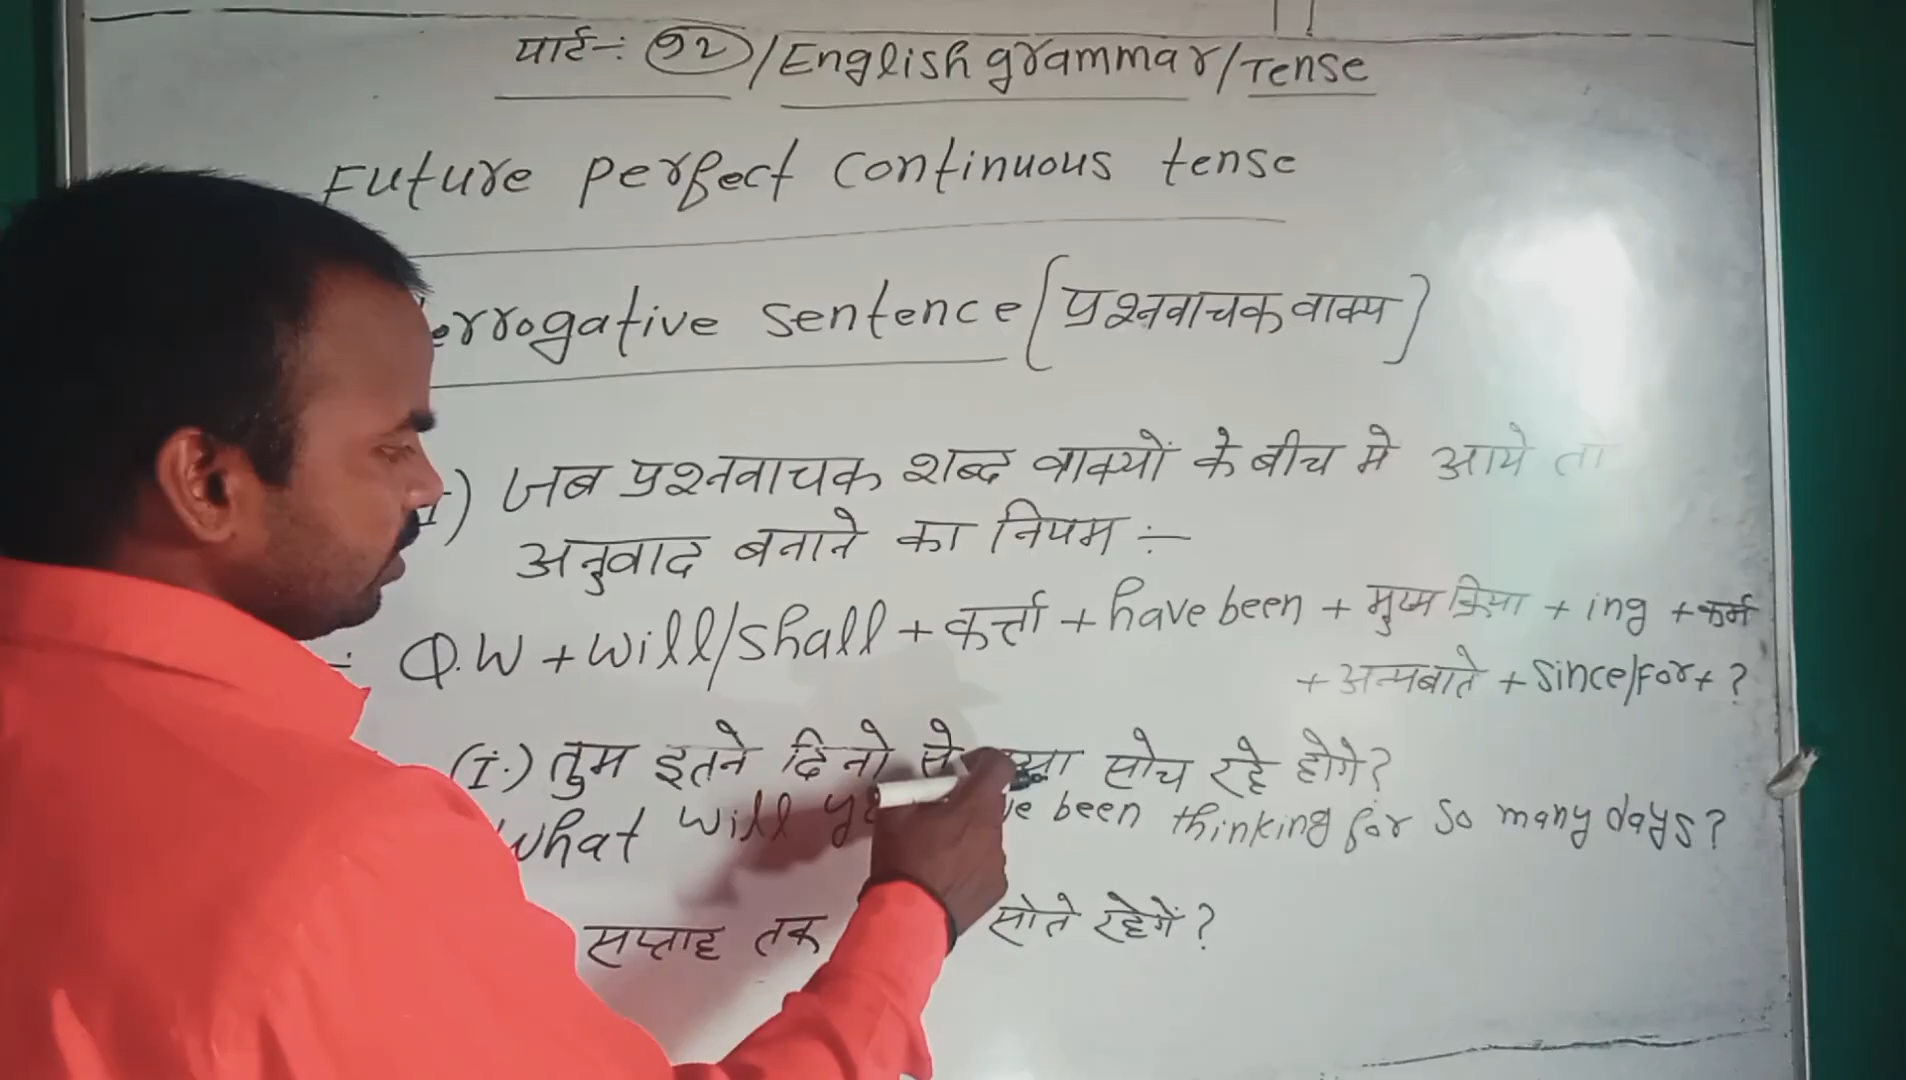 पार्ट-: 92 /English grammar/Tense
Future perfect continuous tense
sentence (प्रश्नवाचक वाक्य)
जब प्रश्नवाचक शब्द वाक्यों के बीच मे आये तो
अनुवाद बनाने का नियम :-
Q.W + will/shall + कर्त्ता + have been + मुख्य क्रिया + ing + कर्म
+ अन्यबाते + since/for + ?
(I.) तुम इतने दिनो से सोच रहे होगे?
What will been thinking for so many days?
सप्ताह तक सोते रहेगें?